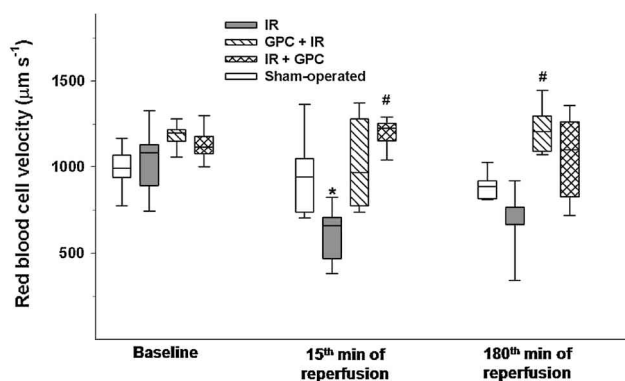 IR
GPC + IR
IR + GPC
Sham-operated
Red blood cell velocity (μm s⁻¹)
1500
1000
500
#
#
*
Baseline
15th min of
reperfusion
180th min of
reperfusion